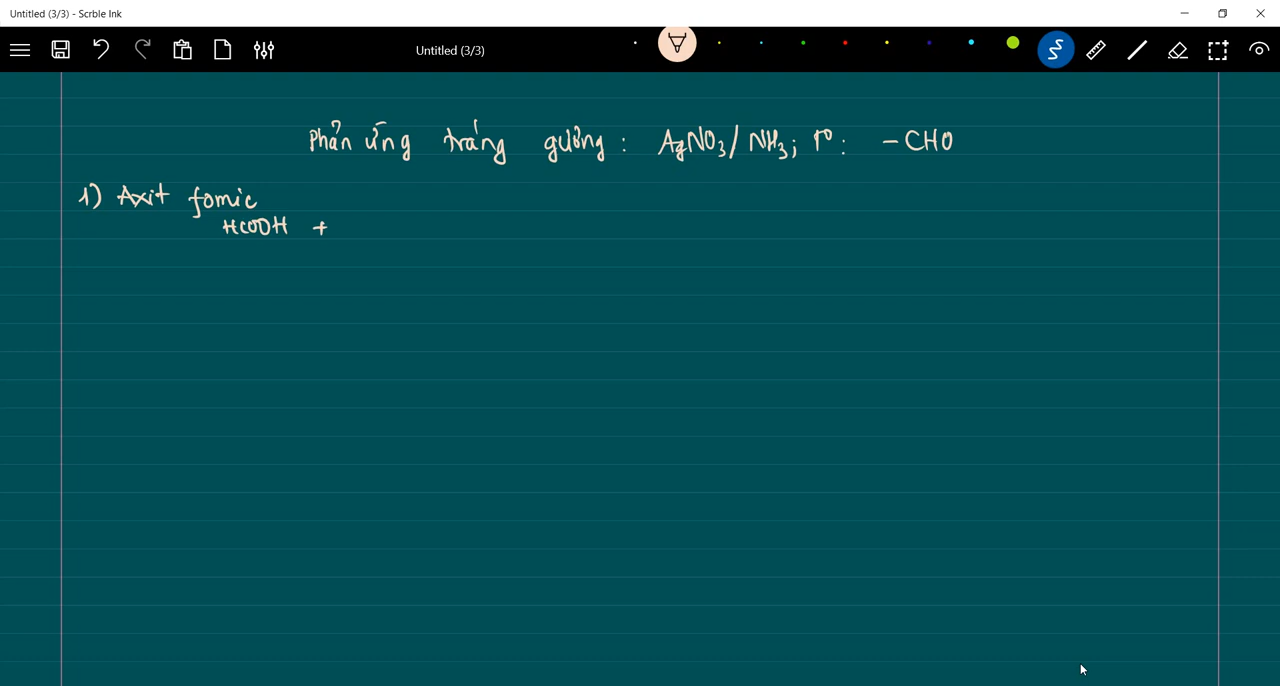 Untitled (3/3) - Scrble Ink
Untitled (3/3)
Phản ứng tráng gương : AgNO3/ NH3; to: - CHO
1) Axit fomic
HCOOH +